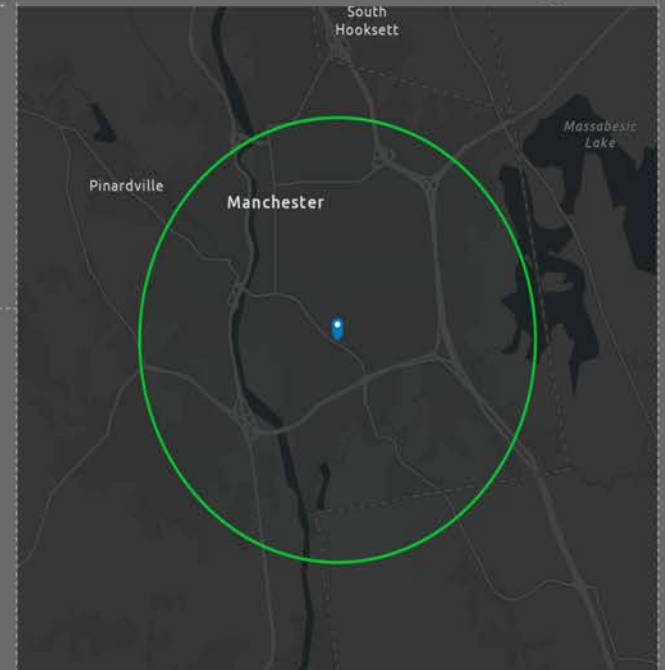 South
Hooksett
Massabesic
Lake
Pinardville
Manchester